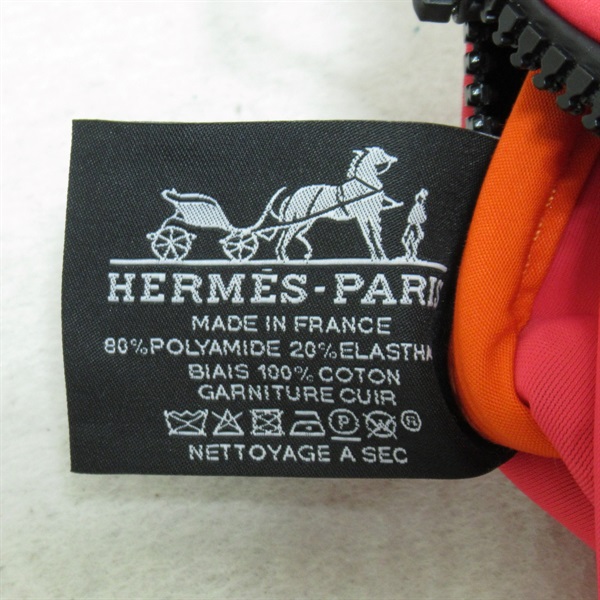 HERMÈS-PARIS
MADE IN FRANCE
80%POLYAMIDE 20%ELASTHA
BIAIS 100% COTON
GARNITURE CUIR
P W ®
NETTOYAGE A SEC